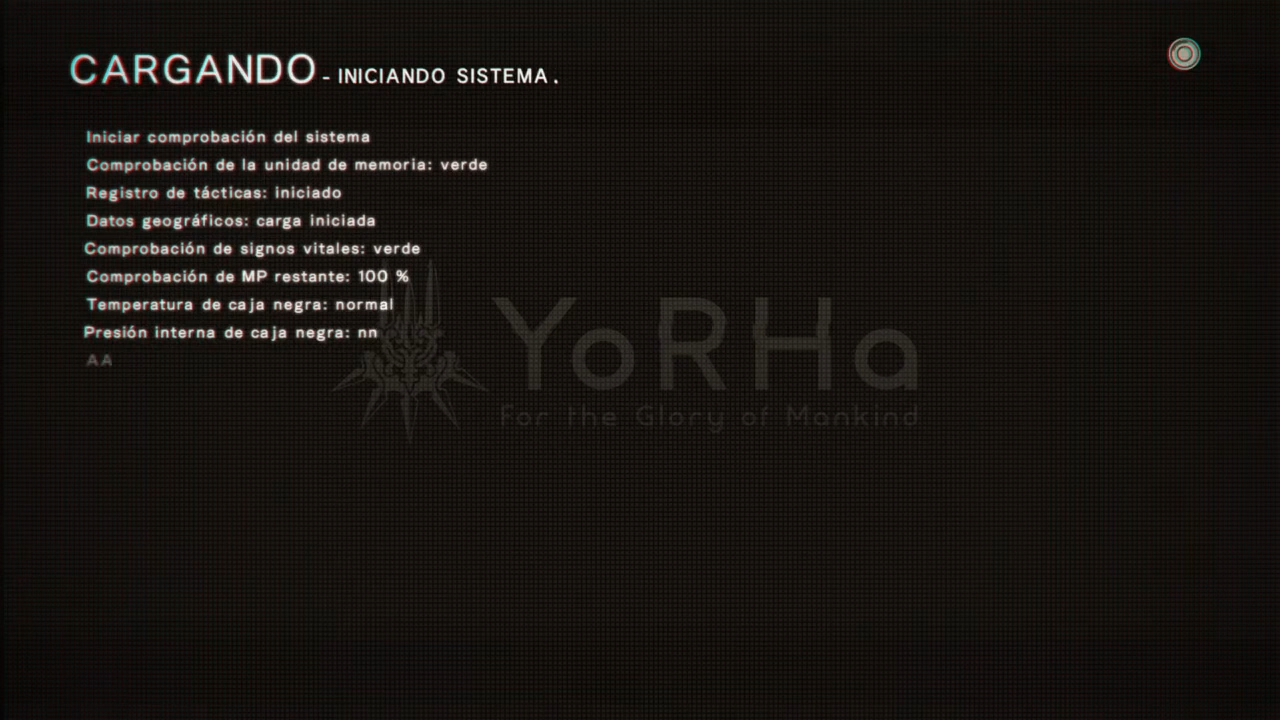 CARGANDO - INICIANDO SISTEMA.
Iniciar comprobación del sistema
Comprobación de la unidad de memoria: verde
Registro de tácticas: iniciado
Datos geográficos: carga iniciada
Comprobación de signos vitales: verde
Comprobación de MP restante: 100 %
Temperatura de caja negra: normal
Presión interna de caja negra: nn
AA
YoRHa
For the Glory of Mankind